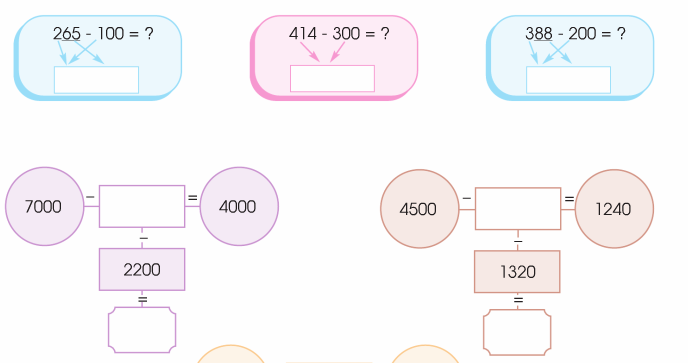 265 - 100 = ?
414 - 300 = ?
388 - 200 = ?
7000 - = 4000
-
2200
=
4500 - = 1240
-
1320
=